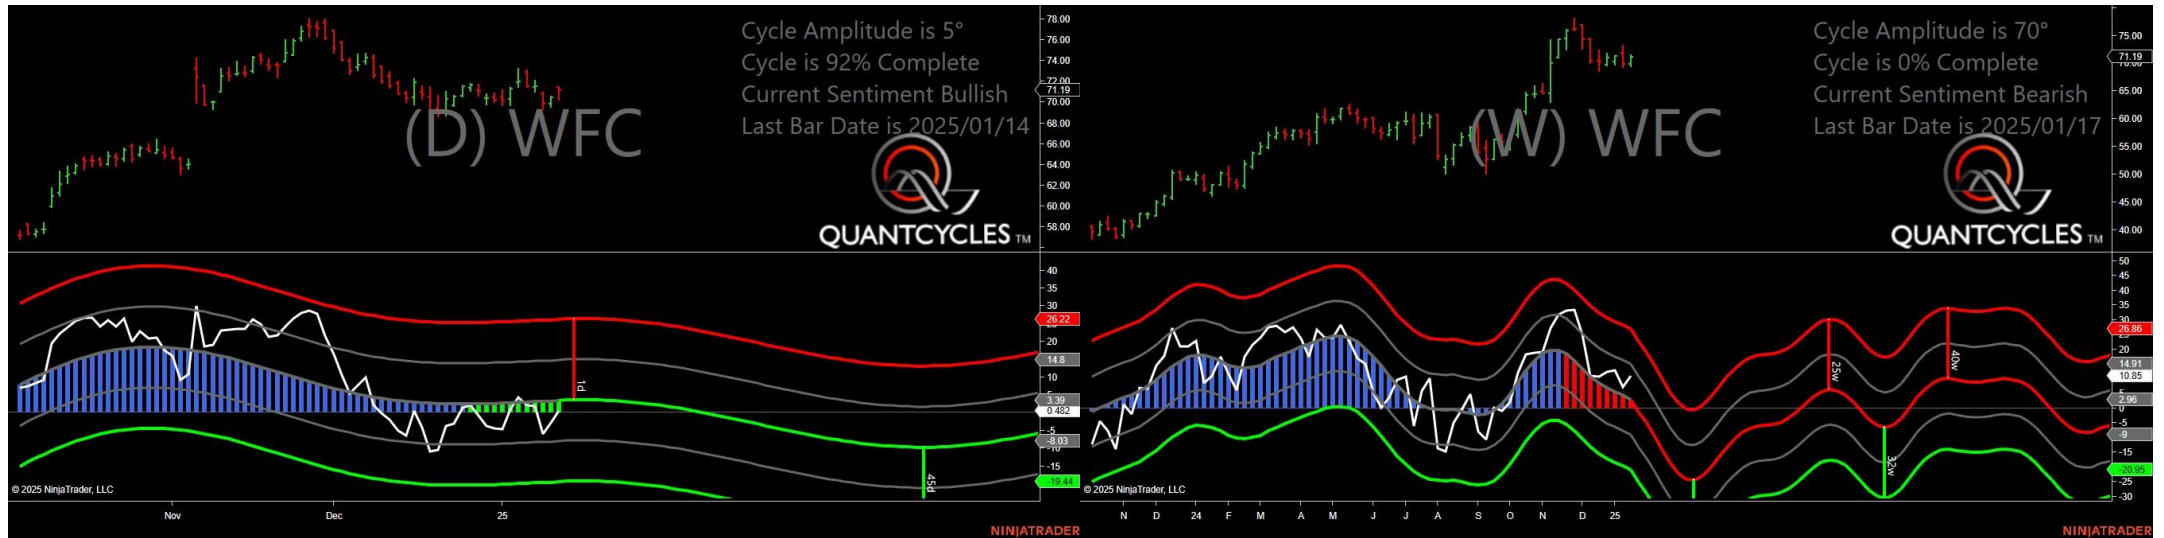 Cycle Amplitude is 5°
Cycle is 92% Complete
Current Sentiment Bullish
Last Bar Date is 2025/01/14
(D) WFC
QUANTCYCLES TM
78.00
76.00
74.00
72.00
71.19
70.00
68.00
66.00
64.00
62.00
60.00
58.00
40
35
30
26.22
20
14.8
10
3.39
0.482
-5
-8.03
-10
-15
-19.44
1d
45d
© 2025 NinjaTrader, LLC
Nov
Dec
25
NINJATRADER
Cycle Amplitude is 70°
Cycle is 0% Complete
Current Sentiment Bearish
Last Bar Date is 2025/01/17
(W) WFC
QUANTCYCLES TM
75.00
71.19
70.00
65.00
60.00
55.00
50.00
45.00
40.00
50
45
40
35
30
26.86
20
14.91
10.85
2.96
0
-5
-9
-15
-20.95
-25
-30
25w
40w
32w
© 2025 NinjaTrader, LLC
N
D
24
F
M
A
M
J
J
A
S
O
N
D
25
NINJATRADER